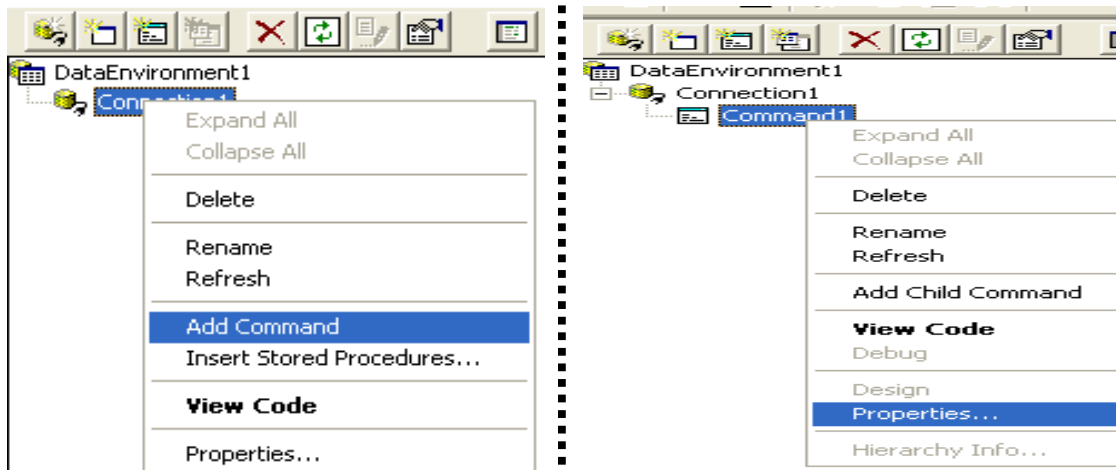 DataEnvironment1
Connection1
Expand All
Collapse All
Delete
Rename
Refresh
Add Command
Insert Stored Procedures...
View Code
Properties...
DataEnvironment1
Connection1
Command1
Expand All
Collapse All
Delete
Rename
Refresh
Add Child Command
View Code
Debug
Design
Properties...
Hierarchy Info...